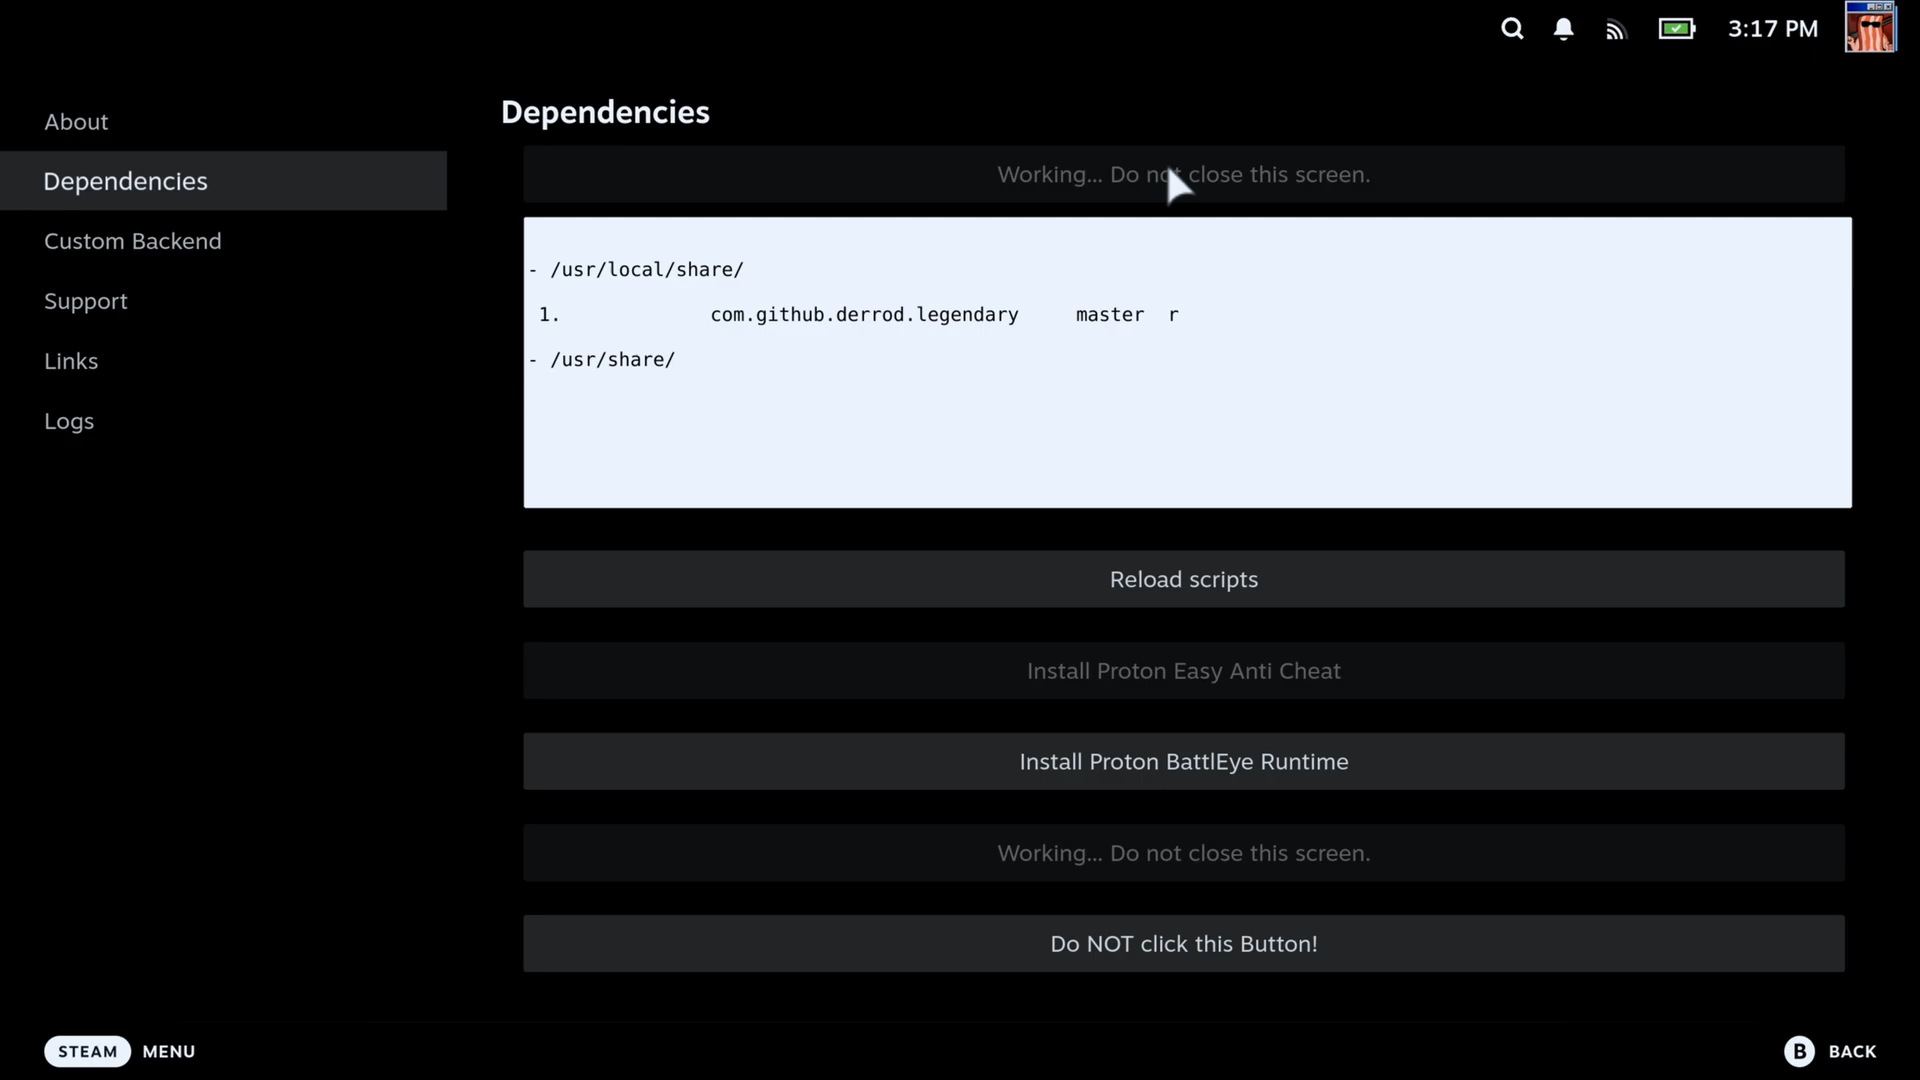 3:17 PM
About
Dependencies
Custom Backend
Support
Links
Logs
Dependencies
Working... Do not close this screen.
- /usr/local/share/
1. com.github.derrod.legendary master r
- /usr/share/
Reload scripts
Install Proton Easy Anti Cheat
Install Proton BattlEye Runtime
Working... Do not close this screen.
Do NOT click this Button!
STEAM MENU
B BACK